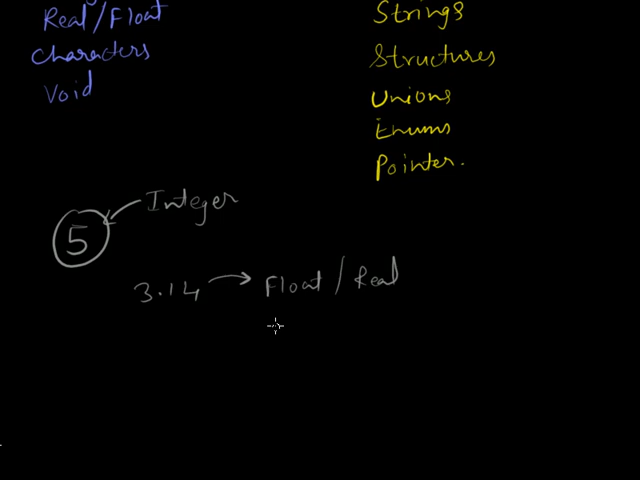 Real/Float
Characters
Void
Strings
Structures
Unions
Enums
Pointer.
Integer
5
3.14 → Float/Real